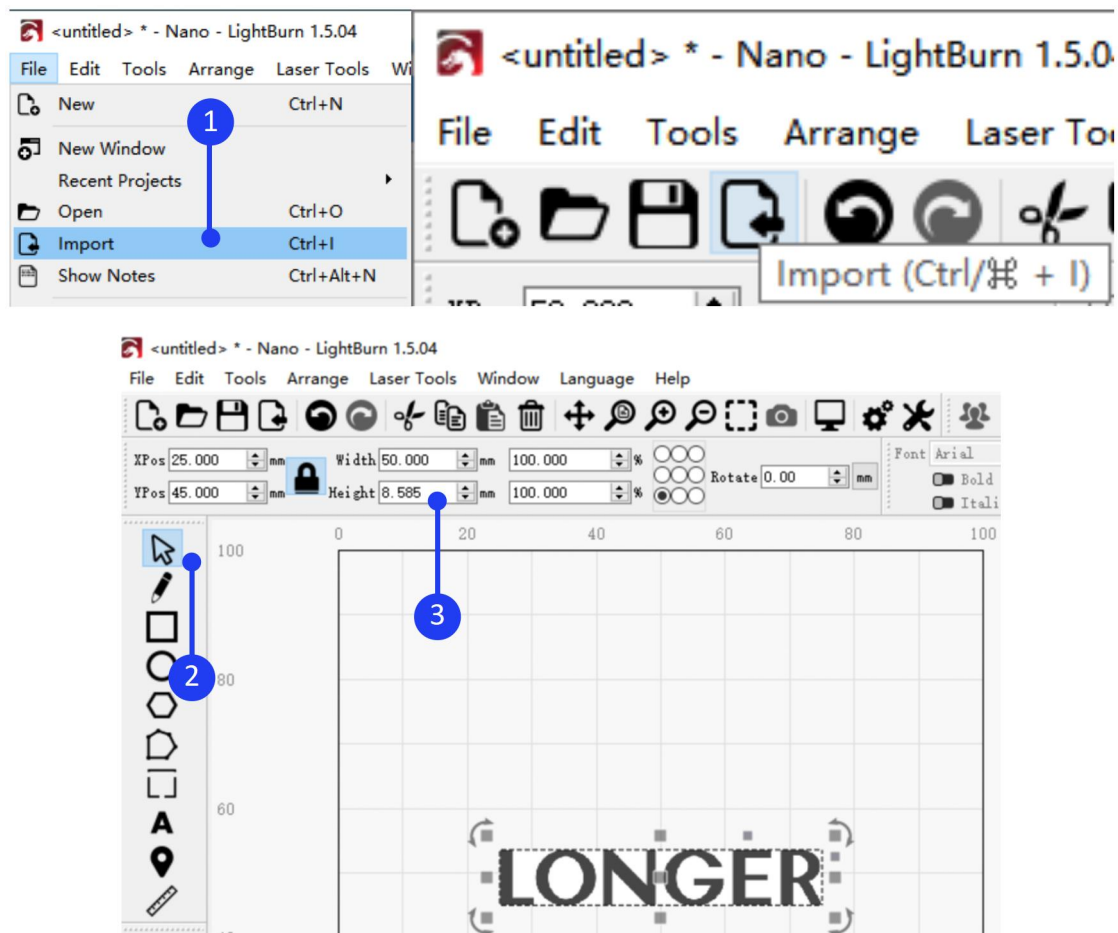 <untitled> * - Nano - LightBurn 1.5.04
File Edit Tools Arrange Laser Tools
New Ctrl+N
1
New Window
Recent Projects
Open Ctrl+O
Import Ctrl+I
Show Notes Ctrl+Alt+N
<untitled> * - Nano - LightBurn 1.5.0
File Edit Tools Arrange Laser
Import (Ctrl/⌘ + I)
<untitled> * - Nano - LightBurn 1.5.04
File Edit Tools Arrange Laser Tools Window Language Help
XPos 25.000 mm Width 50.000 mm 100.000 % Rotate 0.00 mm Font Arial
YPos 45.000 mm Height 8.585 mm 100.000 % Bold
Itali
0 20 40 60 80 100
100
3
2
80
60
LONGER